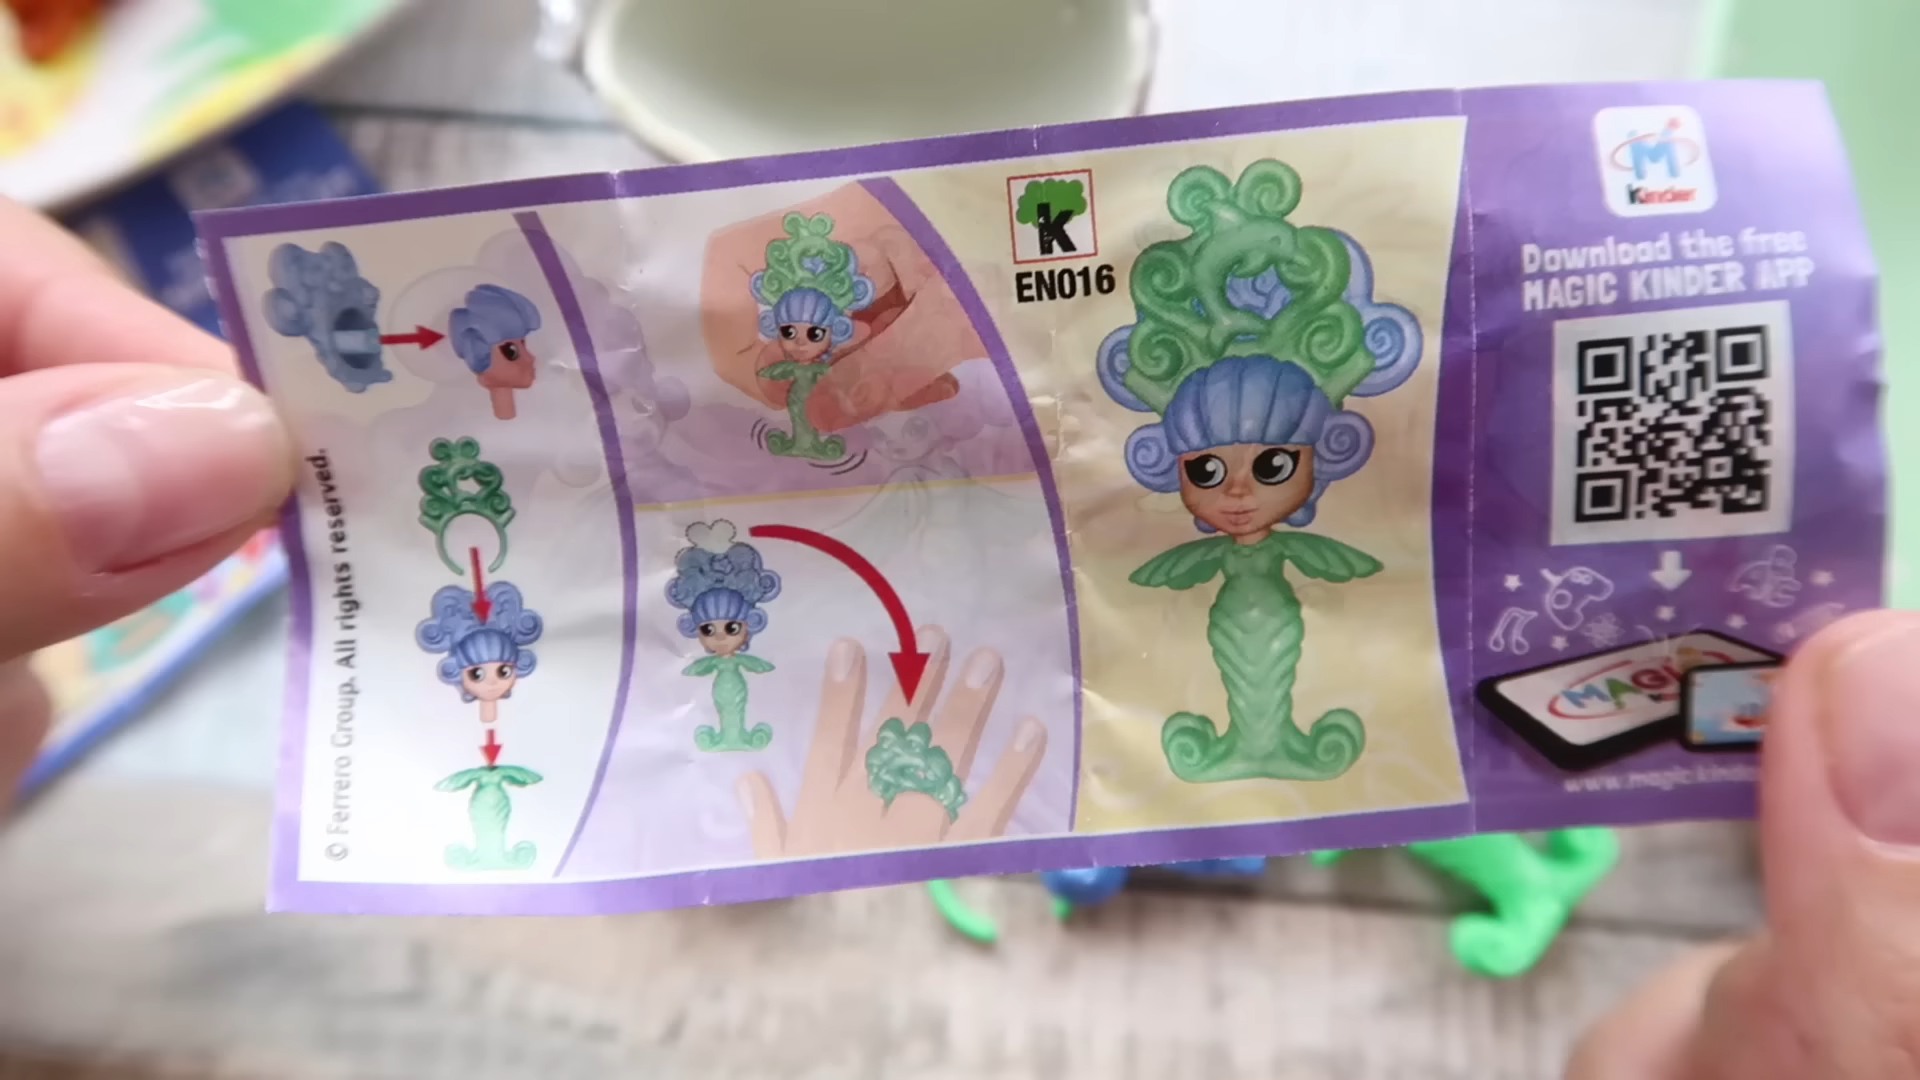 © Ferrero Group. All rights reserved.
k
EN016
M
Kinder
Download the free
MAGIC KINDER APP